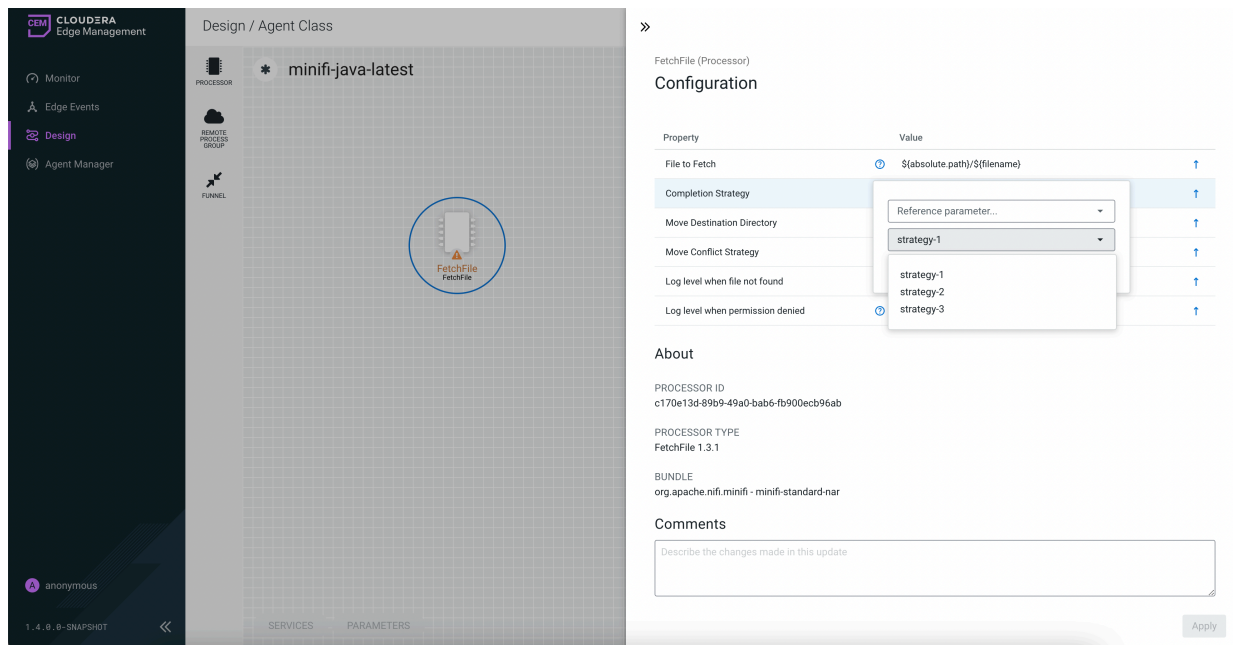 CEM
CLOUDERA
Edge Management
Monitor
Edge Events
Design
Agent Manager
A anonymous
1.4.0.0-SNAPSHOT
Design / Agent Class
PROCESSOR
REMOTE
PROCESS
GROUP
FUNNEL
minifi-java-latest
FetchFile
FetchFile
SERVICES PARAMETERS
FetchFile (Processor)
Configuration
Property Value
File to Fetch ? ${absolute.path}/${filename}
Completion Strategy
Reference parameter...
Move Destination Directory
strategy-1
Move Conflict Strategy
strategy-1
Log level when file not found
strategy-2
strategy-3
Log level when permission denied ?
About
PROCESSOR ID
c170e13d-89b9-49a0-bab6-fb900ecb96ab
PROCESSOR TYPE
FetchFile 1.3.1
BUNDLE
org.apache.nifi.minifi - minifi-standard-nar
Comments
Describe the changes made in this update
Apply